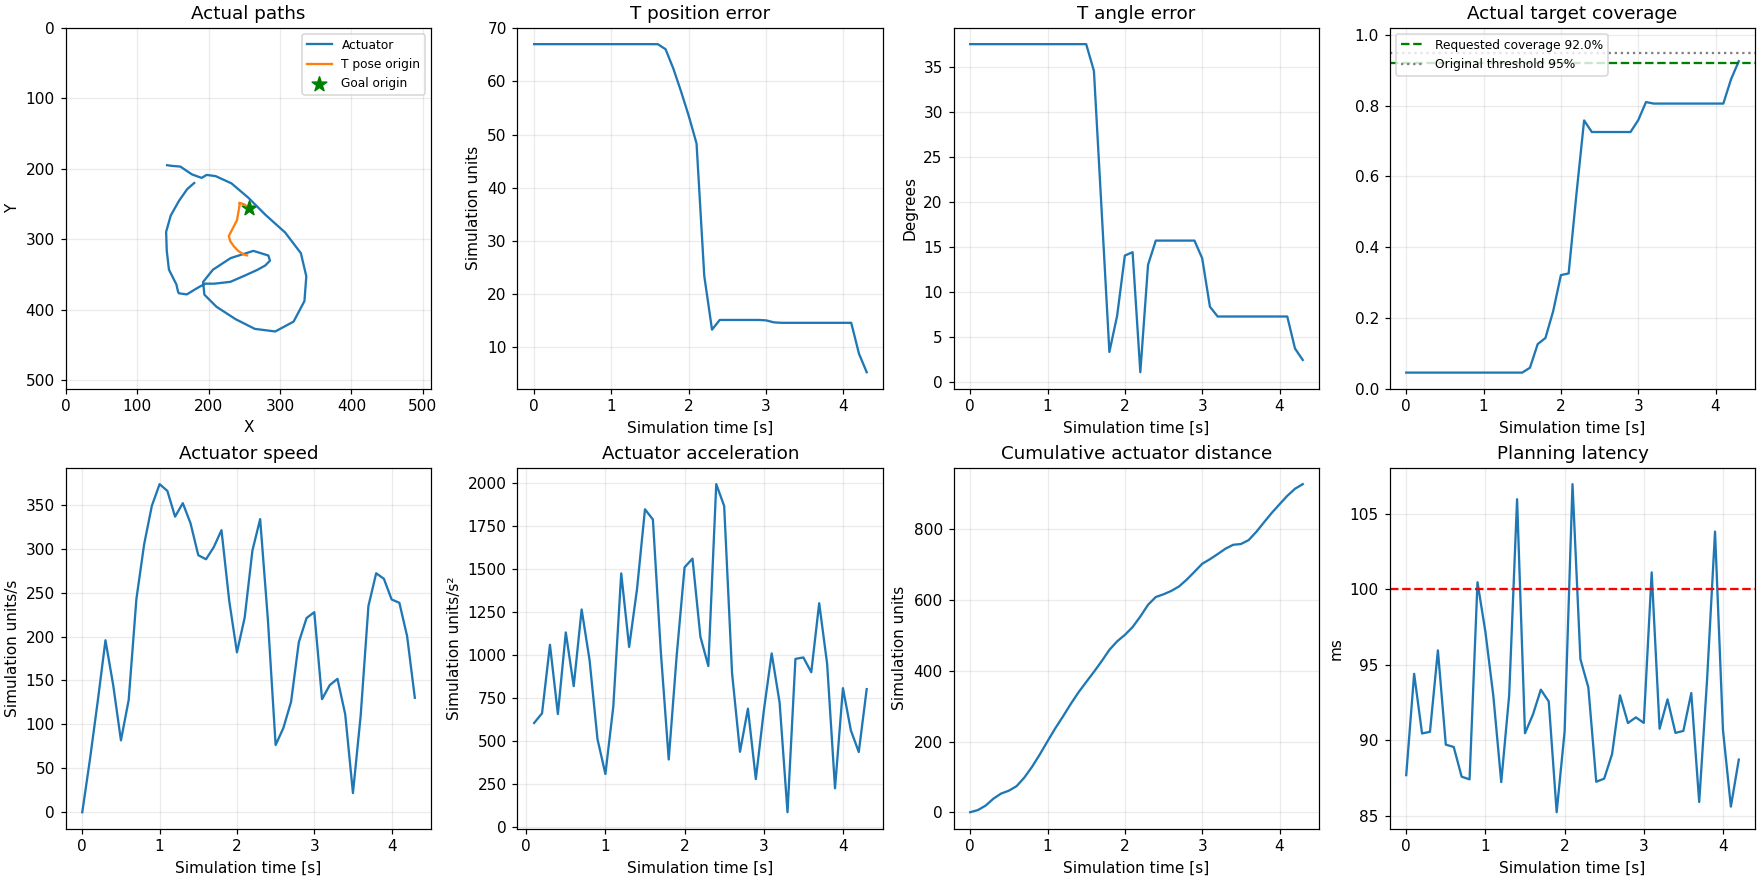 Actual paths
Y
0
100
200
300
400
500
0 100 200 300 400 500
X
Actuator
T pose origin
Goal origin
T position error
Simulation units
70
60
50
40
30
20
10
0 1 2 3 4
Simulation time [s]
T angle error
Degrees
35
30
25
20
15
10
5
0
0 1 2 3 4
Simulation time [s]
Actual target coverage
1.0
0.8
0.6
0.4
0.2
0.0
0 1 2 3 4
Simulation time [s]
Requested coverage 92.0%
Original threshold 95%
Actuator speed
Simulation units/s
350
300
250
200
150
100
50
0
0 1 2 3 4
Simulation time [s]
Actuator acceleration
Simulation units/s²
2000
1750
1500
1250
1000
750
500
250
0
0 1 2 3 4
Simulation time [s]
Cumulative actuator distance
Simulation units
800
600
400
200
0
0 1 2 3 4
Simulation time [s]
Planning latency
ms
105
100
95
90
85
0 1 2 3 4
Simulation time [s]